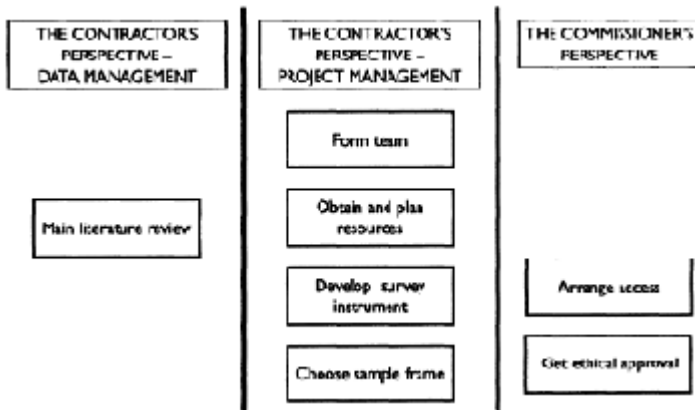 THE CONTRACTOR'S
PERSPECTIVE –
DATA MANAGEMENT
THE CONTRACTOR'S
PERSPECTIVE –
PROJECT MANAGEMENT
THE COMMISSIONER'S
PERSPECTIVE
Form team
Main literature review
Obtain and plan
resources
Develop survey
instrument
Arrange access
Choose sample frame
Get ethical approval